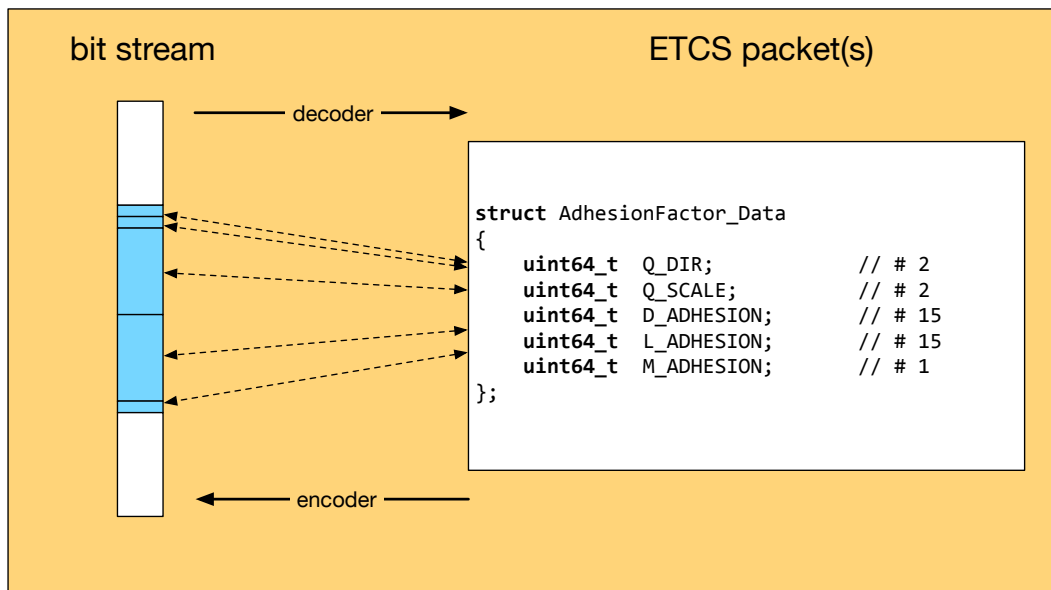 bit stream
ETCS packet(s)
decoder
struct AdhesionFactor_Data
{
    uint64_t  Q_DIR;            // # 2
    uint64_t  Q_SCALE;          // # 2
    uint64_t  D_ADHESION;       // # 15
    uint64_t  L_ADHESION;       // # 15
    uint64_t  M_ADHESION;       // # 1
};
encoder